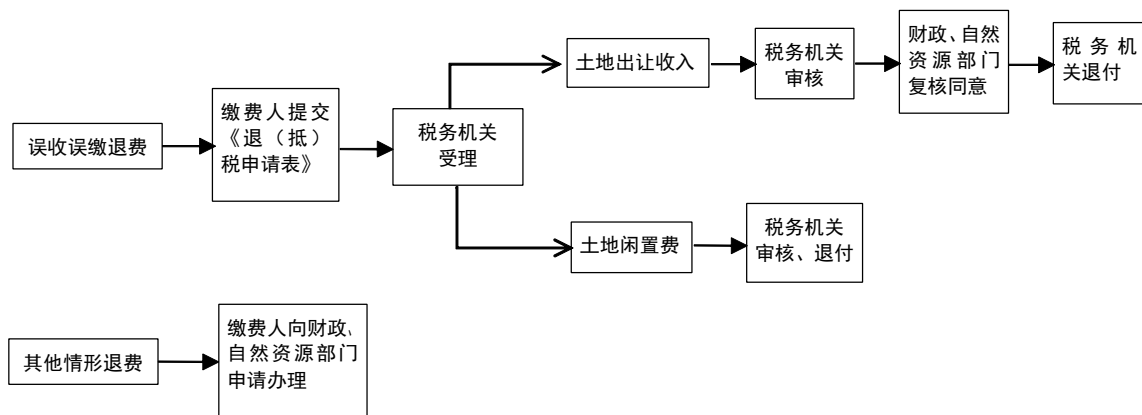 误收误缴退费
缴费人提交
《退（抵）
税申请表》
税务机关
受理
土地出让收入
税务机关
审核
财政、自然
资源部门
复核同意
税务机
关退付
土地闲置费
税务机关
审核、退付
其他情形退费
缴费人向财政、
自然资源部门
申请办理